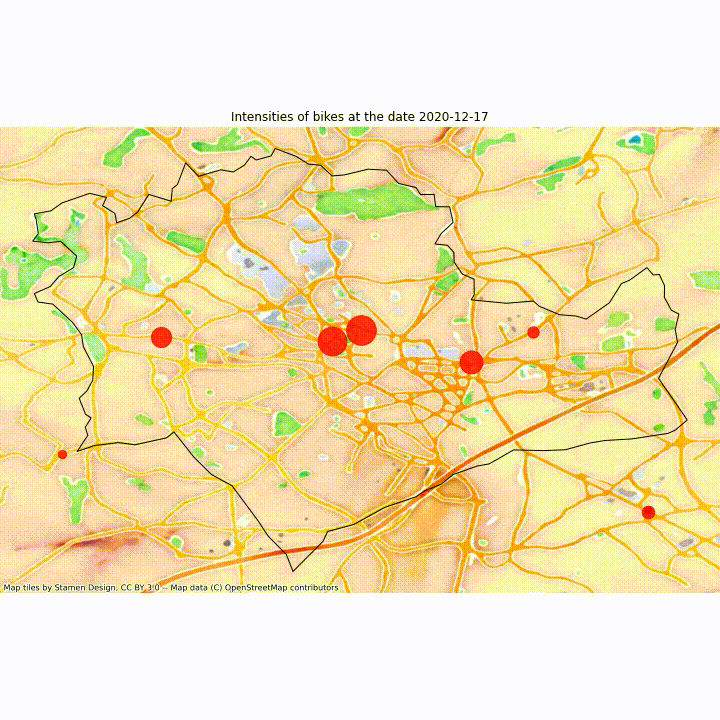 Intensities of bikes at the date 2020-12-17
Map tiles by Stamen Design, CC BY 3.0 -- Map data (C) OpenStreetMap contributors